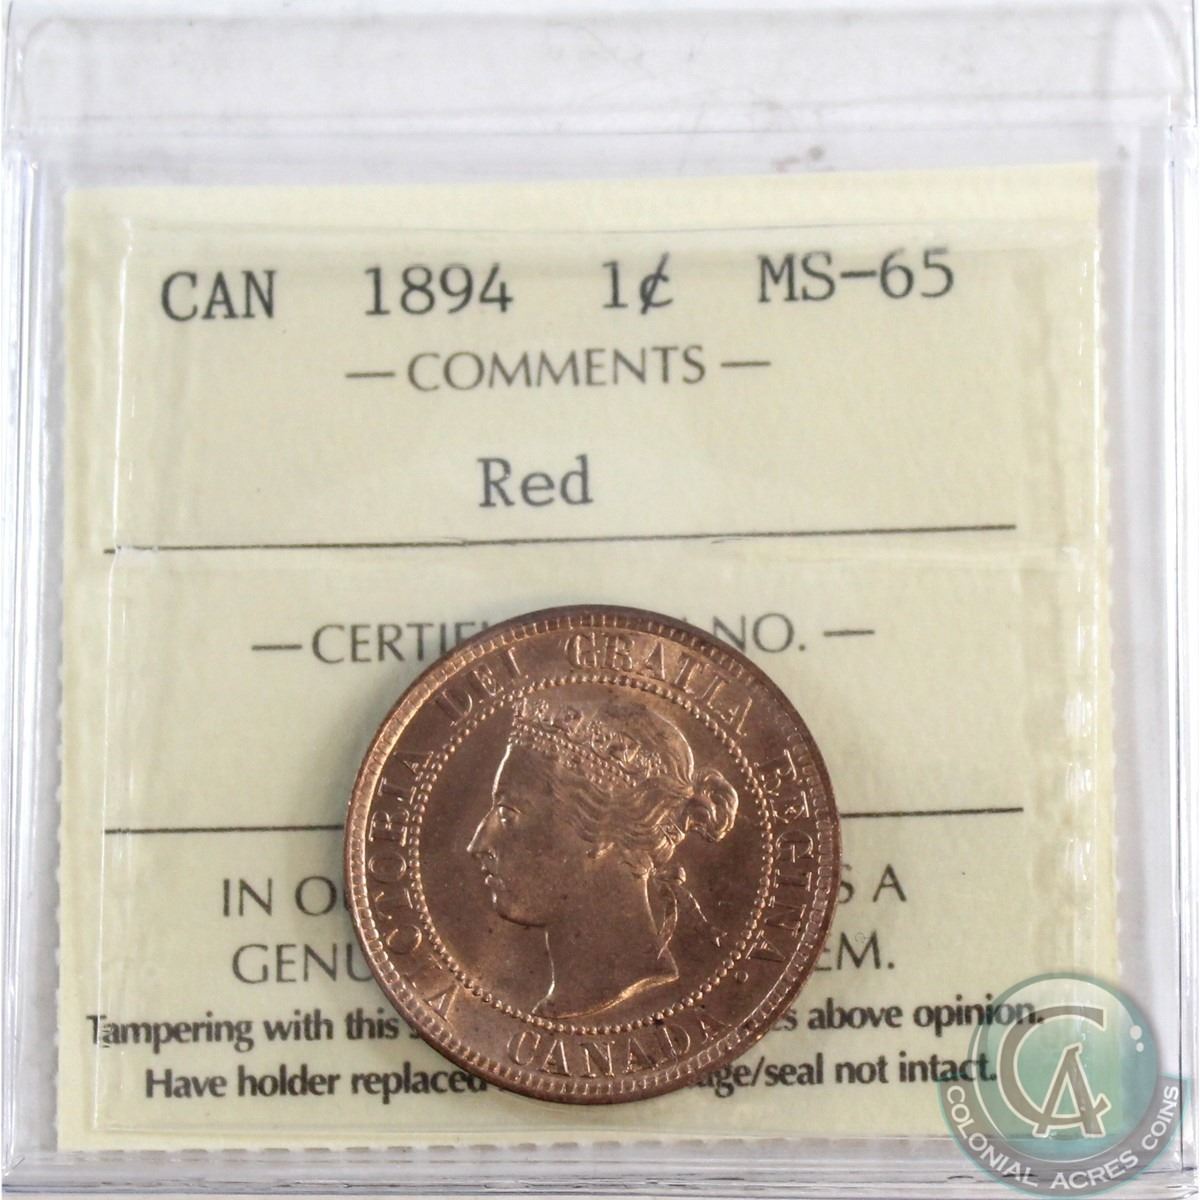 CAN 1894 1¢ MS-65
— COMMENTS —
Red
— CERTIF NO. —
IN O S A
GENU EM.
Tampering with this s es above opinion.
Have holder replaced age/seal not intact.
VICTORIA DEI GRATIA REGINA.
CANADA
CA
COLONIAL ACRES COINS